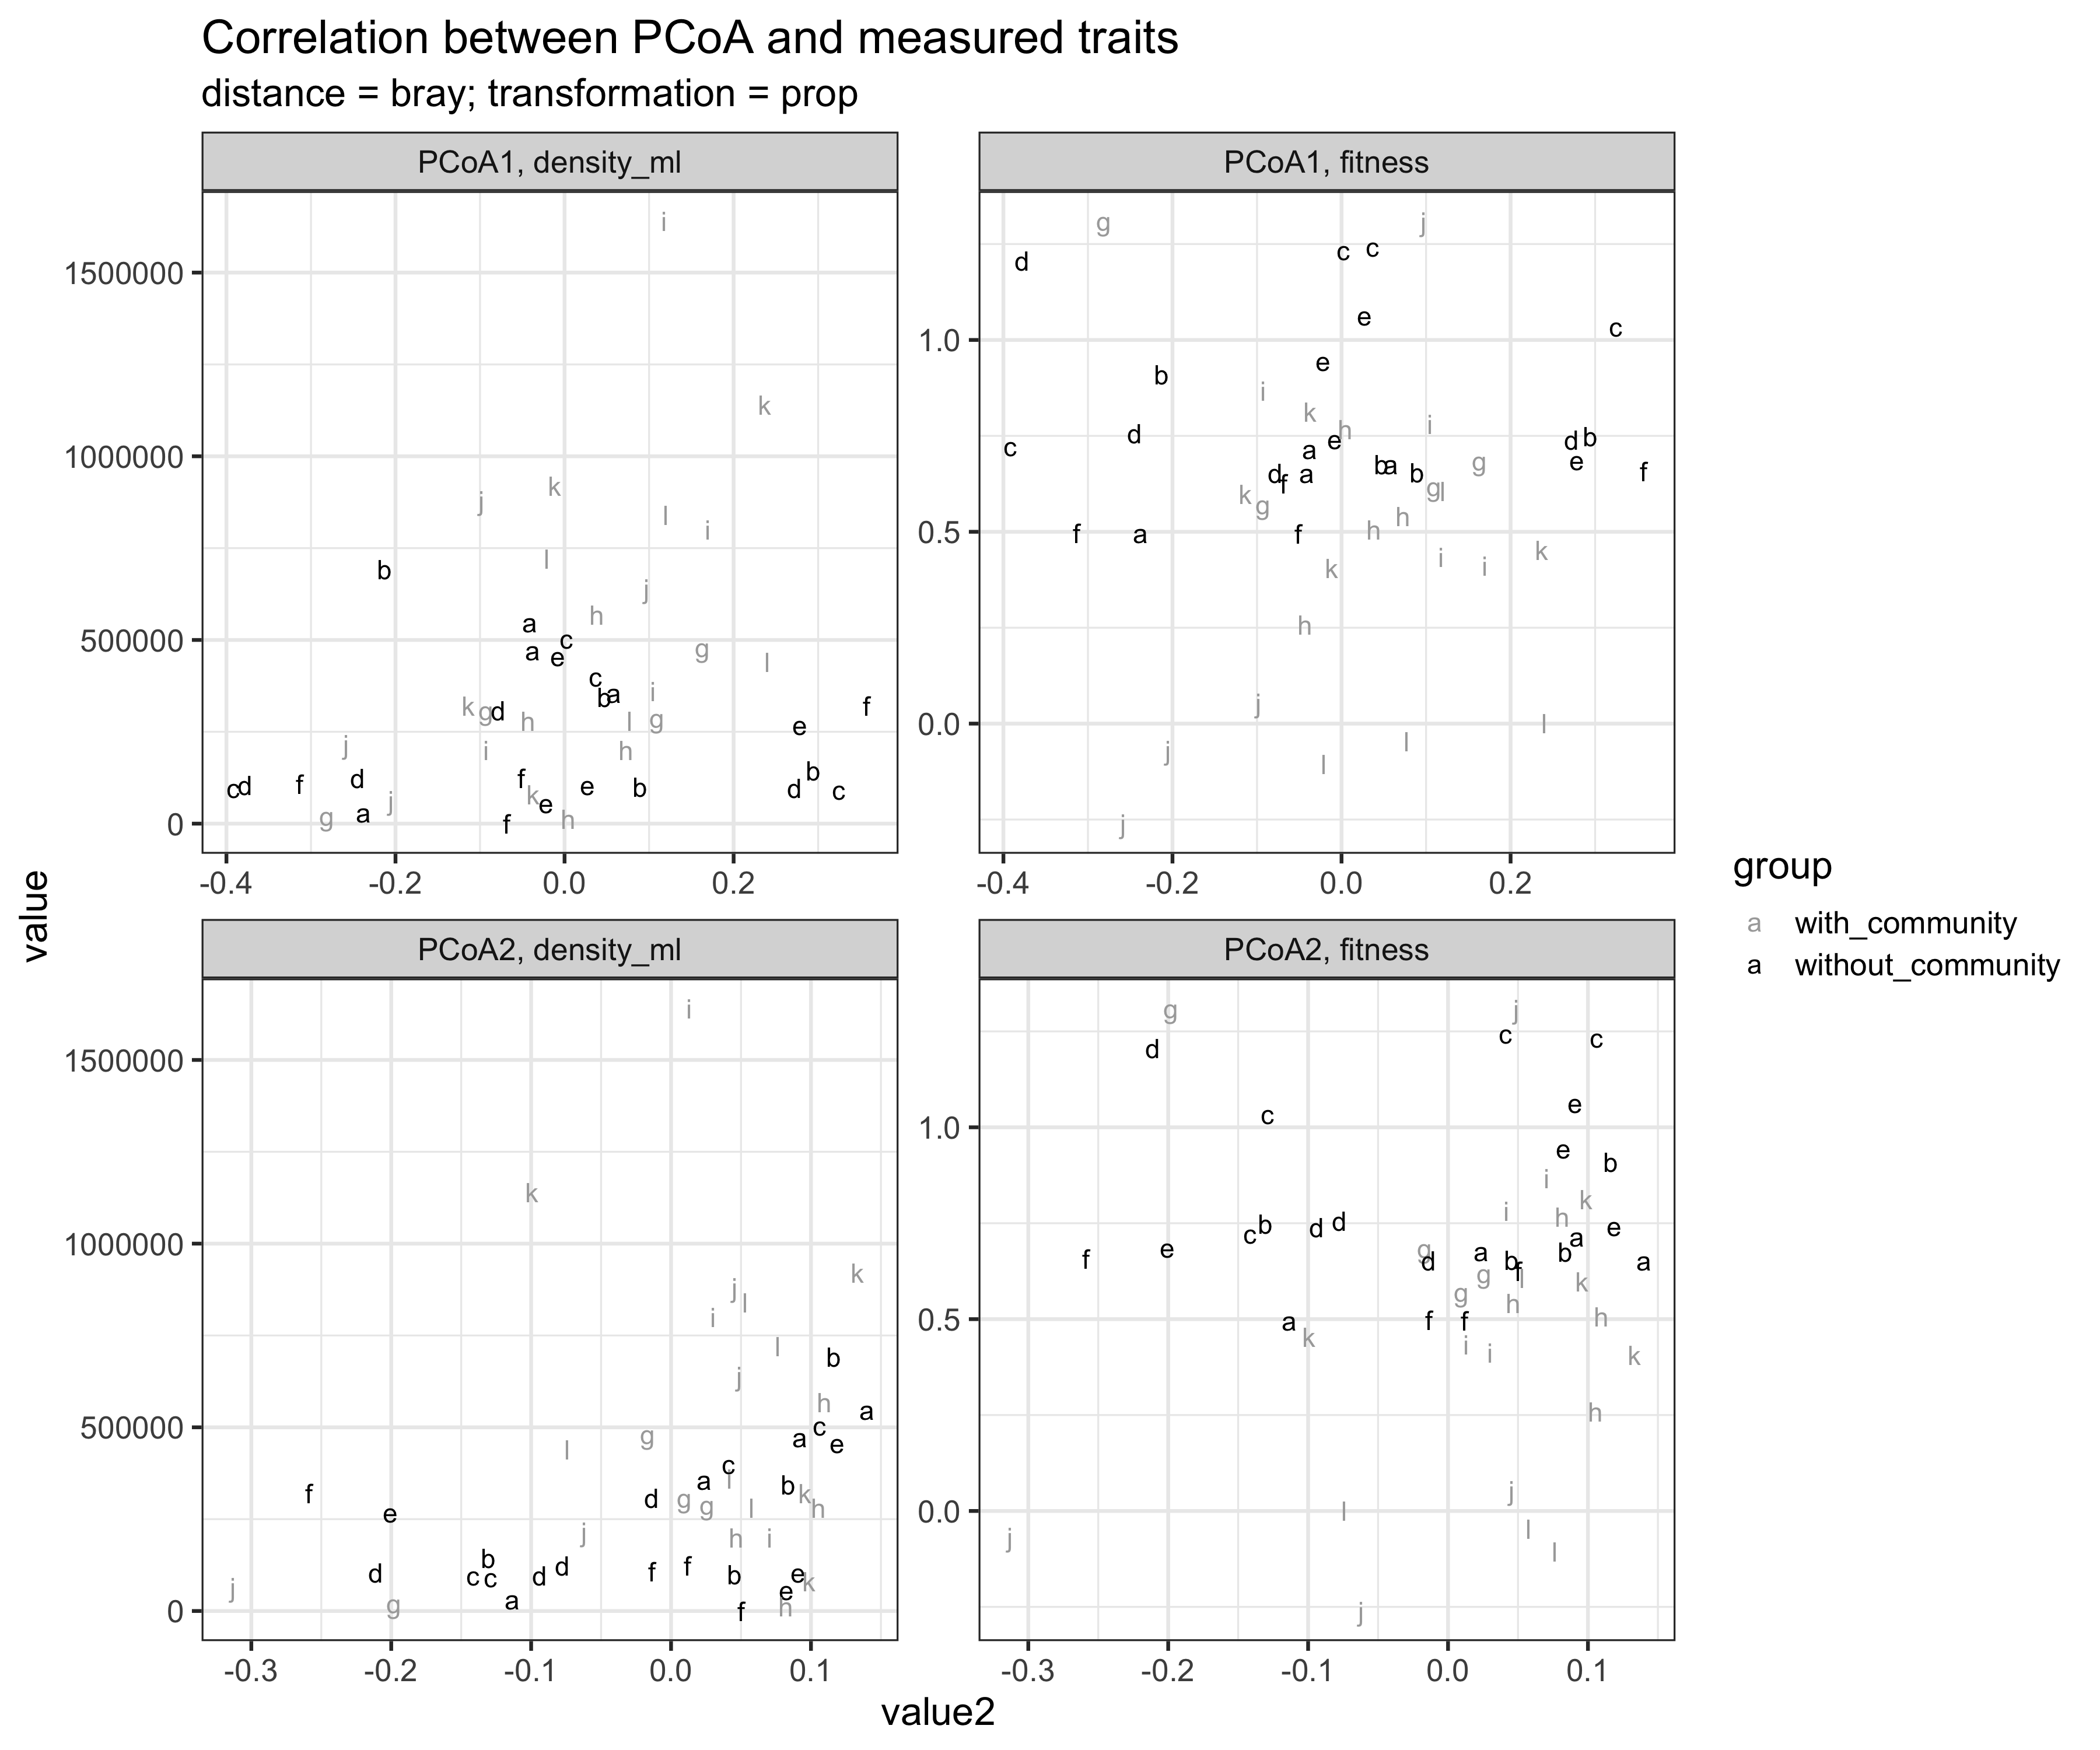 Correlation between PCoA and measured traits
distance = bray; transformation = prop
PCoA1, density_ml
PCoA1, fitness
1500000
1000000
500000
0
-0.4 -0.2 0.0 0.2
1.0
0.5
0.0
-0.4 -0.2 0.0 0.2
PCoA2, density_ml
PCoA2, fitness
1500000
1000000
500000
0
-0.3 -0.2 -0.1 0.0 0.1
1.0
0.5
0.0
-0.3 -0.2 -0.1 0.0 0.1
value
value2
group
a with_community
a without_community